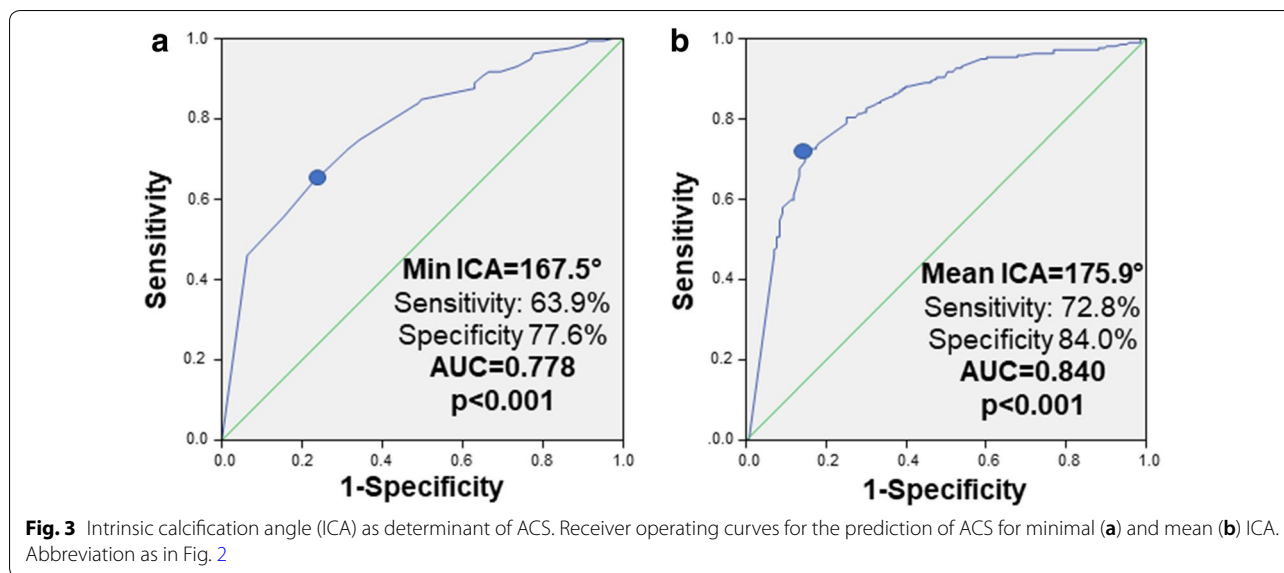 a
1.0
0.8
0.6
0.4
0.2
0.0
0.0 0.2 0.4 0.6 0.8 1.0
Sensitivity
1-Specificity
Min ICA=167.5°
Sensitivity: 63.9%
Specificity 77.6%
AUC=0.778
p<0.001
b
1.0
0.8
0.6
0.4
0.2
.0.0
0.0 0.2 0.4 0.6 0.8 1.0
Sensitivity
1-Specificity
Mean ICA=175.9°
Sensitivity: 72.8%
Specificity 84.0%
AUC=0.840
p<0.001
Fig. 3 Intrinsic calcification angle (ICA) as determinant of ACS. Receiver operating curves for the prediction of ACS for minimal (a) and mean (b) ICA.
Abbreviation as in Fig. 2